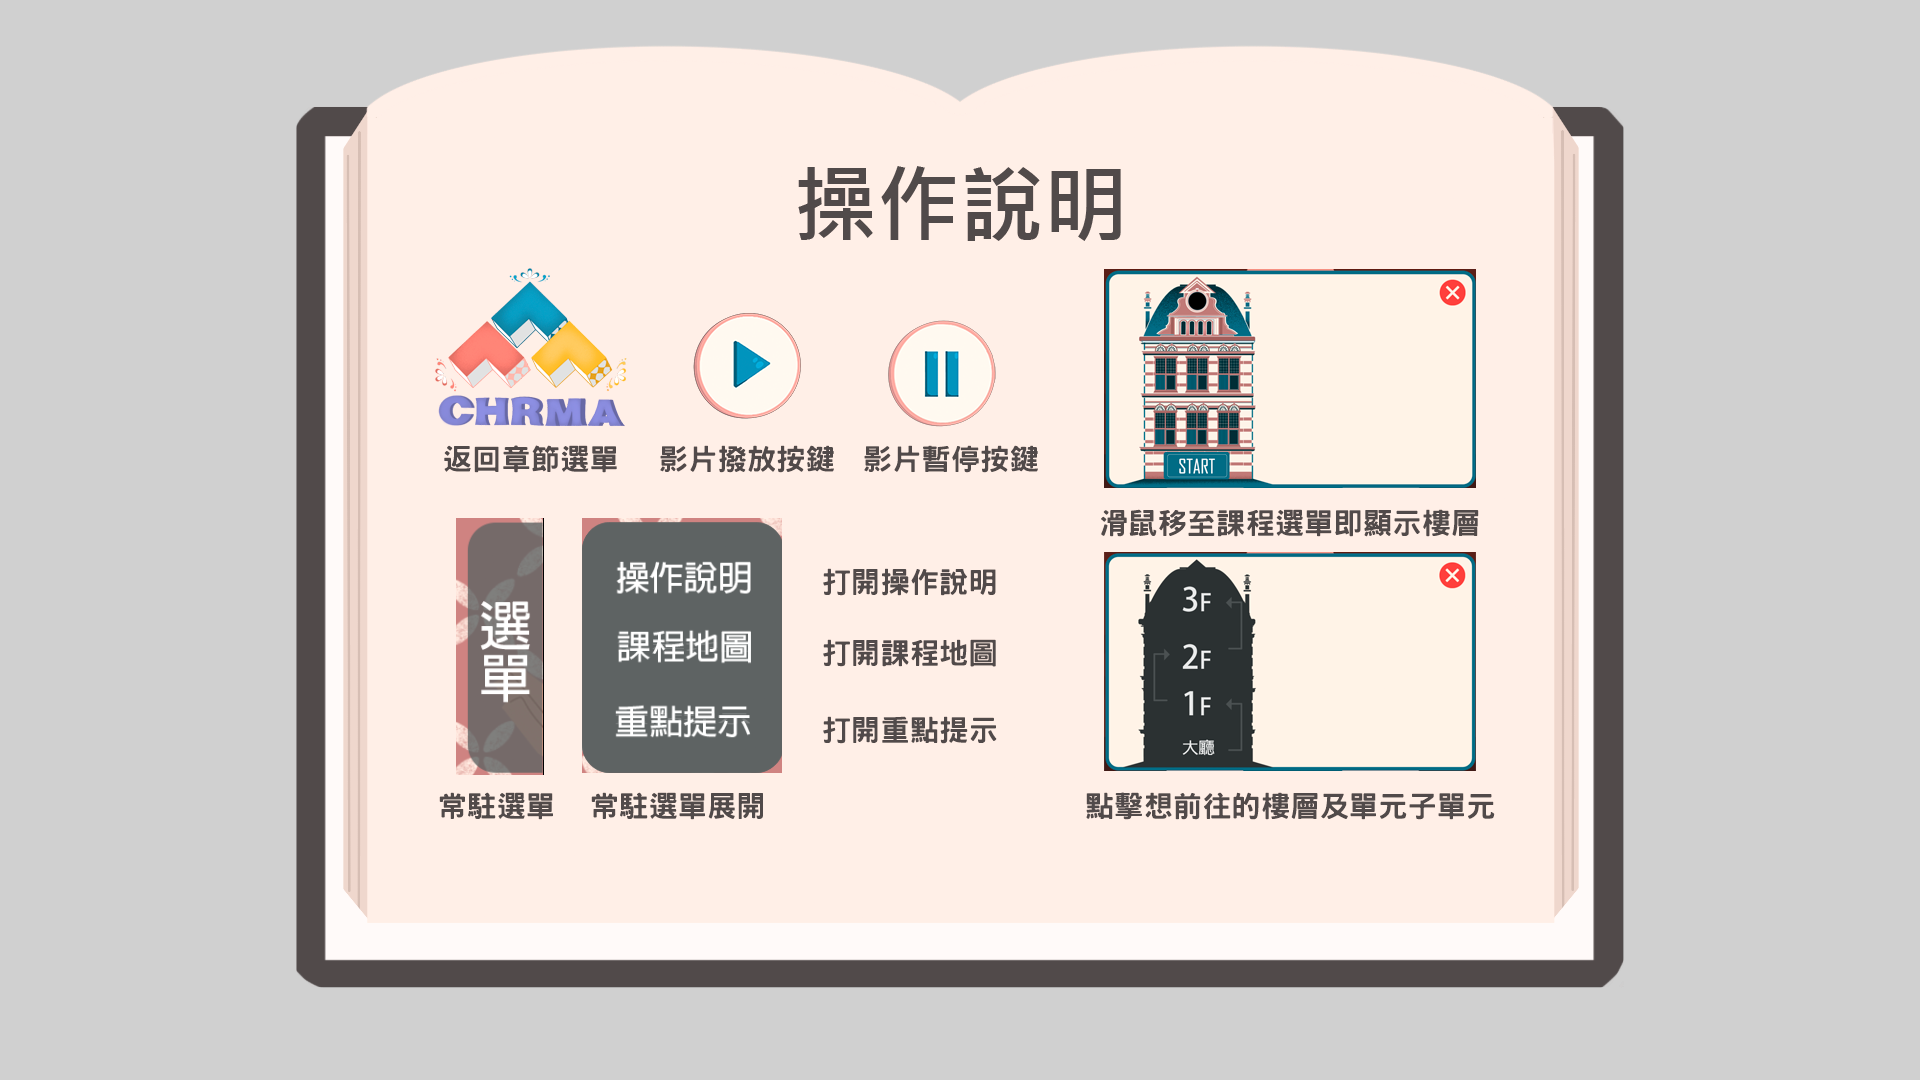 操作說明
CHRMA
返回章節選單
影片撥放按鍵
影片暫停按鍵
START
滑鼠移至課程選單即顯示樓層
選單
常駐選單
操作說明
課程地圖
重點提示
常駐選單展開
打開操作說明
打開課程地圖
打開重點提示
3F
2F
1F
大廳
點擊想前往的樓層及單元子單元